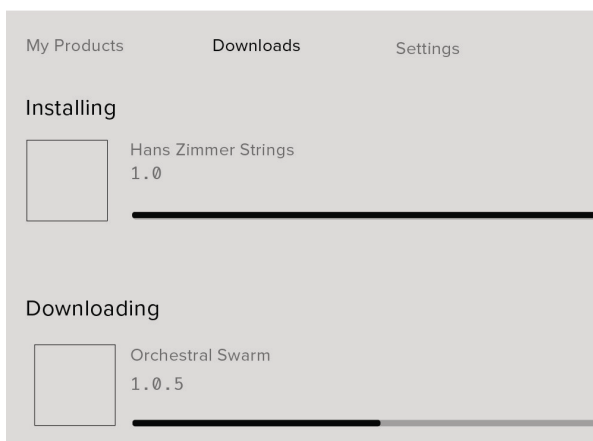 My Products Downloads Settings
Installing
Hans Zimmer Strings
1.0
Downloading
Orchestral Swarm
1.0.5